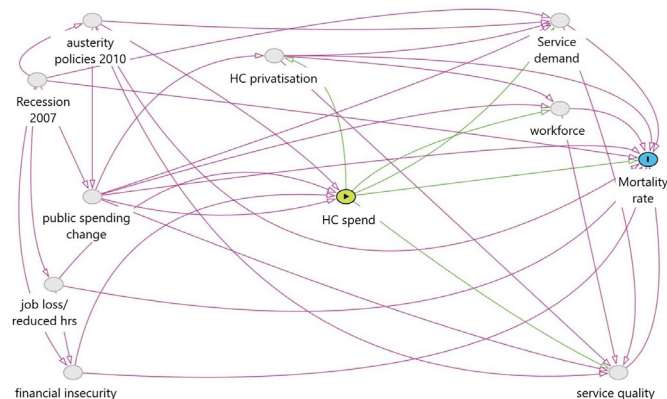 austerity
policies 2010
Service
demand
HC privatisation
Recession
2007
workforce
Mortality
rate
public spending
change
HC spend
job loss/
reduced hrs
financial insecurity
service quality